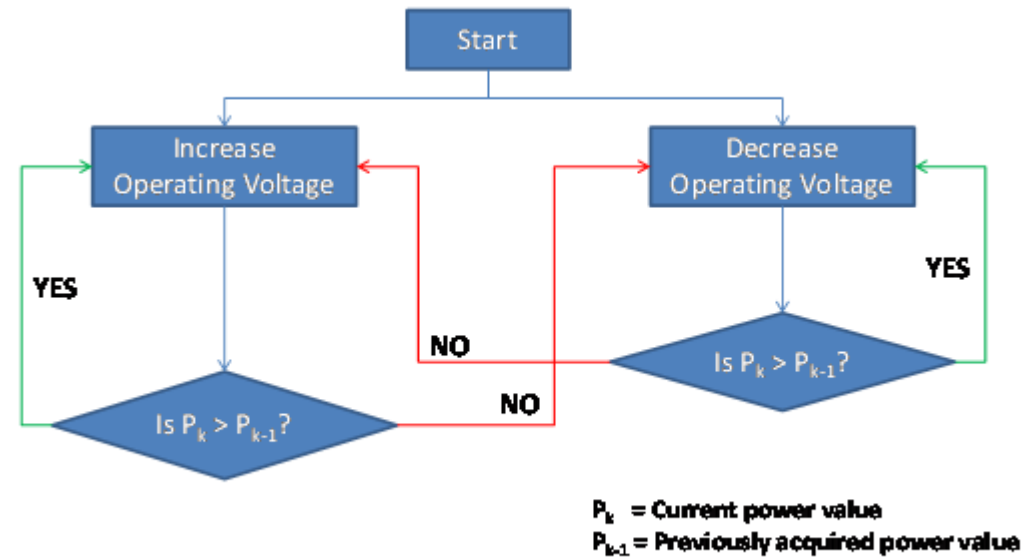 Start
Increase
Operating Voltage
Decrease
Operating Voltage
YES
YES
NO
Is Pk > Pk-1?
NO
Is Pk > Pk-1?
Pk = Current power value
Pk-1 = Previously acquired power value